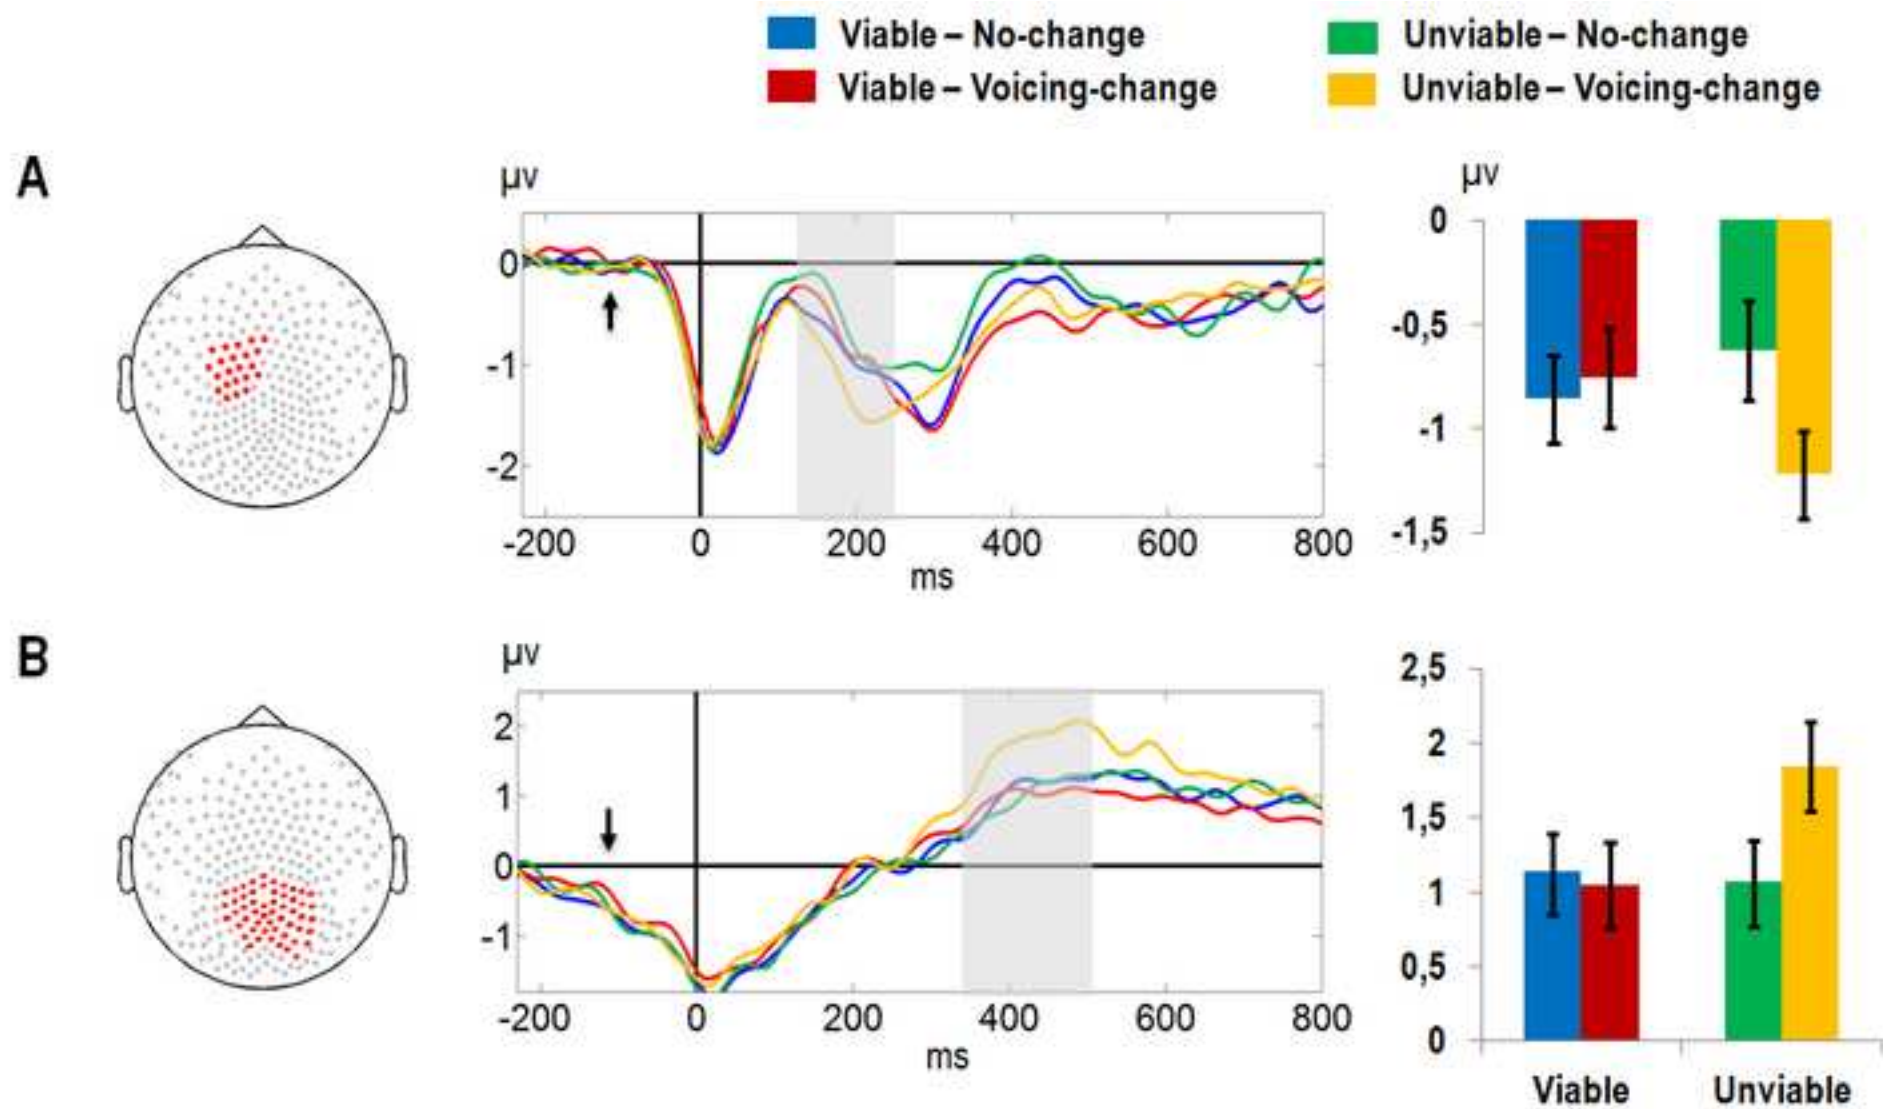 Viable – No-change
Unviable – No-change
Viable – Voicing-change
Unviable – Voicing-change
A
µv
0
-1
-2
-200 0 200 400 600 800
ms
µv
0
-0,5
-1
-1,5
B
µv
2
1
0
-1
-200 0 200 400 600 800
ms
2,5
2
1,5
1
0,5
0
Viable Unviable